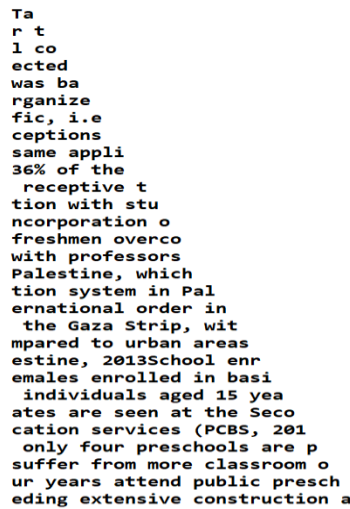 Ta
r t
l co
ected
was ba
rganize
fic, i.e
ceptions
same appli
36% of the
receptive t
tion with stu
ncorporation o
freshmen overco
with professors
Palestine, which
tion system in Pal
ernational order in
the Gaza Strip, wit
mpared to urban areas
estine, 2013School enr
emales enrolled in basi
individuals aged 15 yea
ates are seen at the Seco
cation services (PCBS, 201
only four preschools are p
suffer from more classroom o
ur years attend public presch
eding extensive construction a